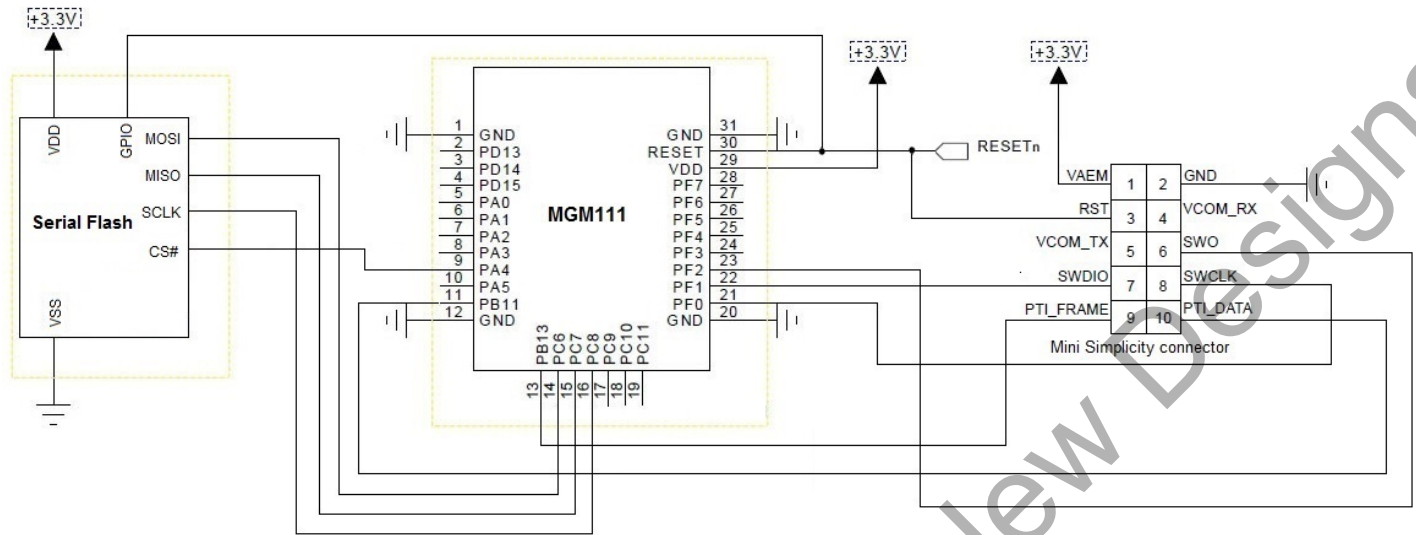 +3.3V
+3.3V
+3.3V
VDD
GPIO
MOSI
MISO
SCLK
CS#
Serial Flash
VSS
MGM111
1 GND
2 PD13
3 PD14
4 PD15
5 PA0
6 PA1
7 PA2
8 PA3
9 PA4
10 PA5
11 PB11
12 GND
13 PB13
14 PC6
15 PC7
16 PC8
17 PC9
18 PC10
19 PC11
31 GND
30 RESET
29 VDD
28 PF7
27 PF6
26 PF5
25 PF4
24 PF3
23 PF2
22 PF1
21 PF0
20 GND
RESETn
VAEM 1 2 GND
RST 3 4 VCOM_RX
VCOM_TX 5 6 SWO
SWDIO 7 8 SWCLK
PTI_FRAME 9 10 PTI_DATA
Mini Simplicity connector
New Designs